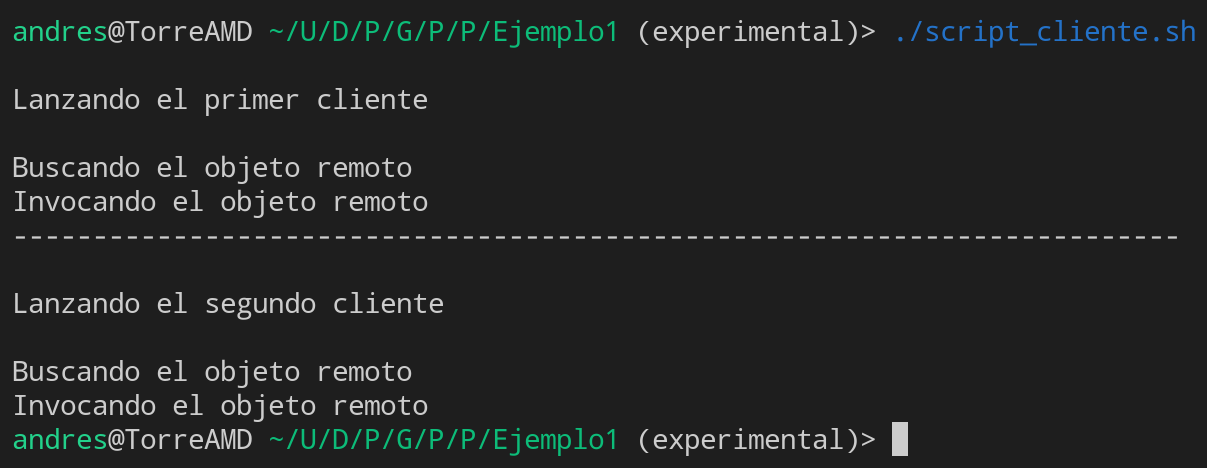 andres@TorreAMD ~/U/D/P/G/P/P/Ejemplo1 (experimental)> ./script_cliente.sh
Lanzando el primer cliente
Buscando el objeto remoto
Invocando el objeto remoto
-------------------------------------------------------------------------
Lanzando el segundo cliente
Buscando el objeto remoto
Invocando el objeto remoto
andres@TorreAMD ~/U/D/P/G/P/P/Ejemplo1 (experimental)>